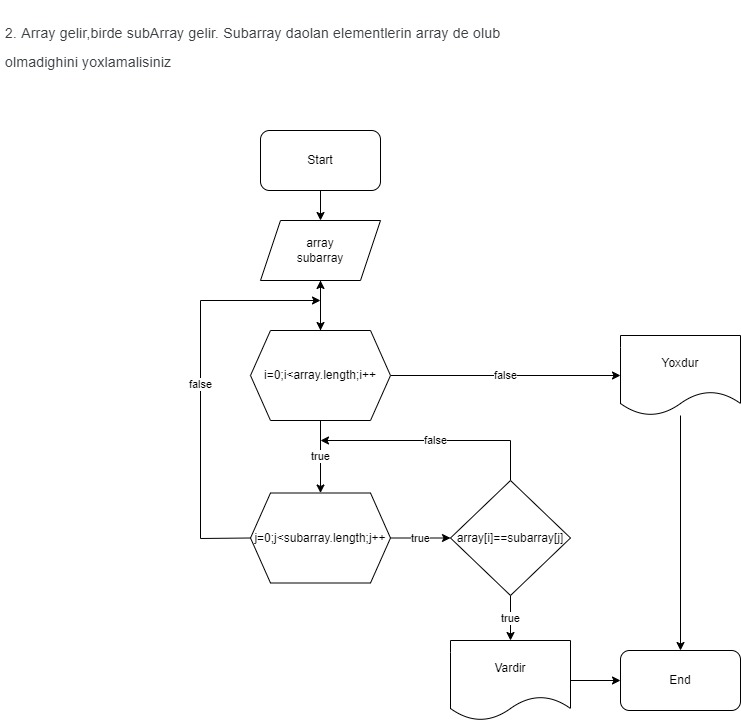 2. Array gelir,birde subArray gelir. Subarray daolan elementlerin array de olub
olmadighini yoxlamalisiniz
Start
array
subarray
i=0;i<array.length;i++
false
Yoxdur
false
false
true
j=0;j<subarray.length;j++
true
array[i]==subarray[j]
true
Vardir
End